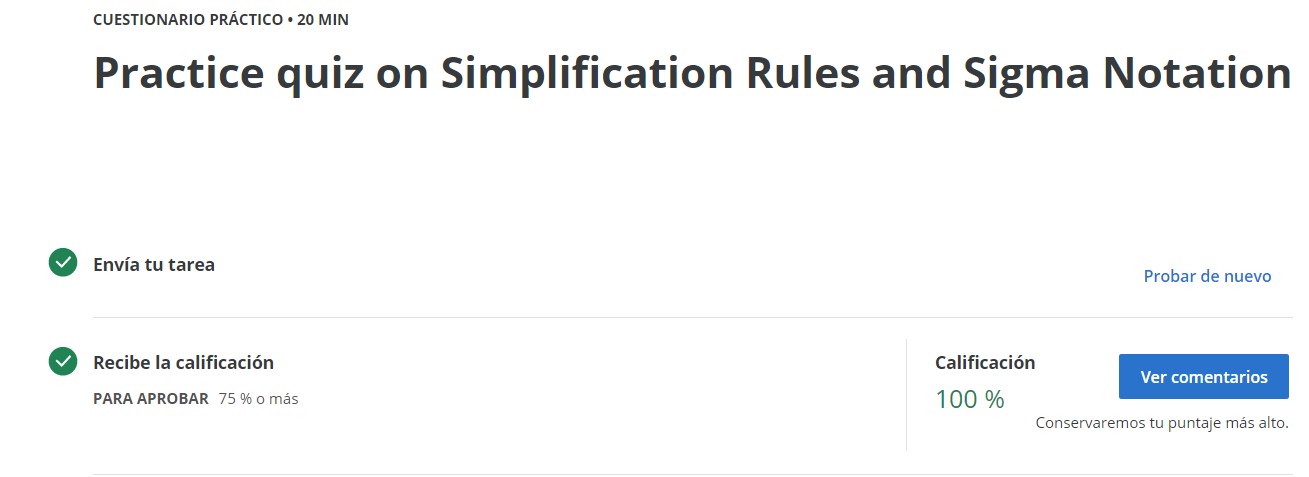 CUESTIONARIO PRÁCTICO • 20 MIN
Practice quiz on Simplification Rules and Sigma Notation
Envía tu tarea
Probar de nuevo
Recibe la calificación
PARA APROBAR 75 % o más
Calificación
100 %
Ver comentarios
Conservaremos tu puntaje más alto.